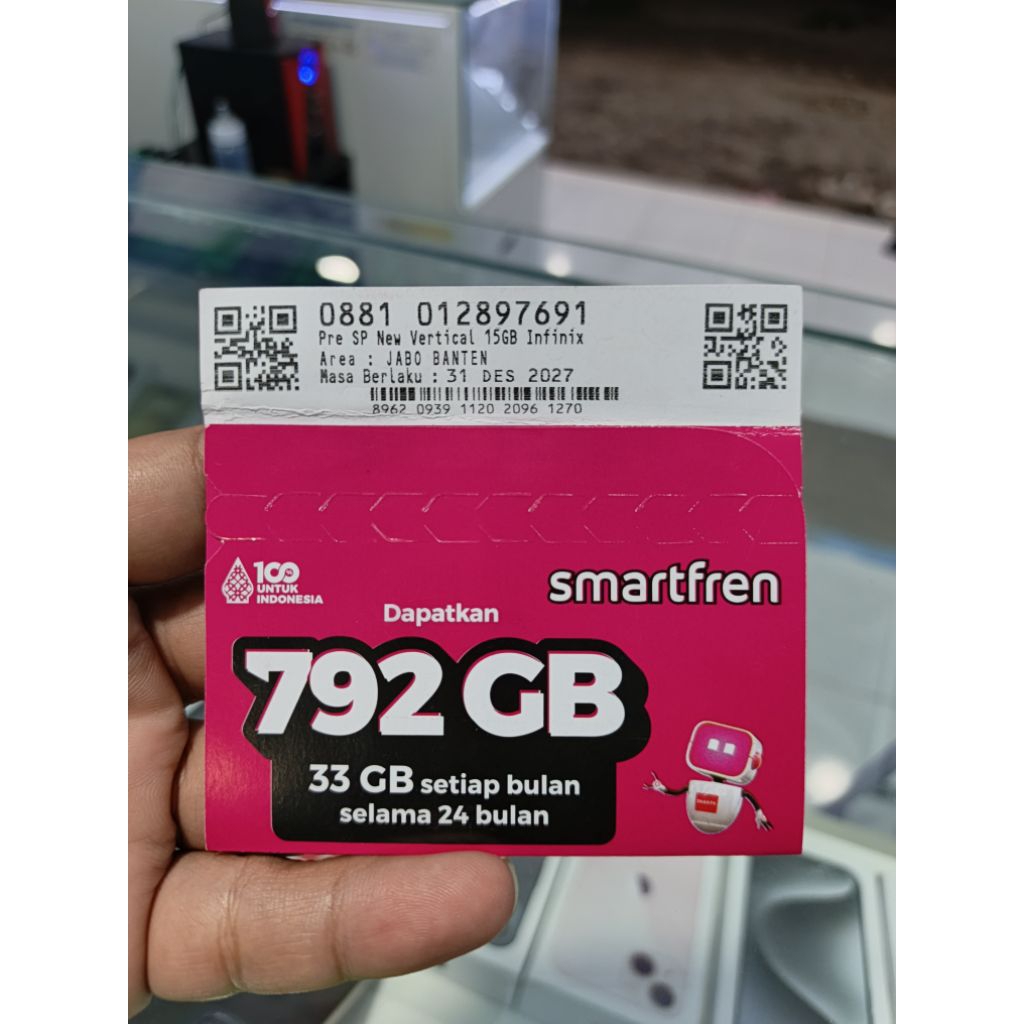 0881 012897691
Pre SP New Vertical 15GB Infinix
Area : JABO BANTEN
Masa Berlaku : 31 DES 2027
8962 0939 1120 2096 1270
100%
UNTUK
INDONESIA
smartfren
Dapatkan
792 GB
33 GB setiap bulan
selama 24 bulan